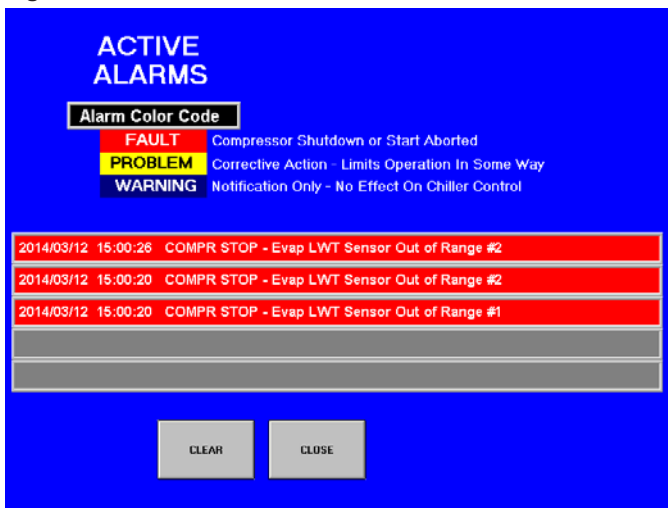 ACTIVE
ALARMS
Alarm Color Code
FAULT Compressor Shutdown or Start Aborted
PROBLEM Corrective Action - Limits Operation In Some Way
WARNING Notification Only - No Effect On Chiller Control
2014/03/12 15:00:26 COMPR STOP - Evap LWT Sensor Out of Range #2
2014/03/12 15:00:20 COMPR STOP - Evap LWT Sensor Out of Range #2
2014/03/12 15:00:20 COMPR STOP - Evap LWT Sensor Out of Range #1
CLEAR CLOSE